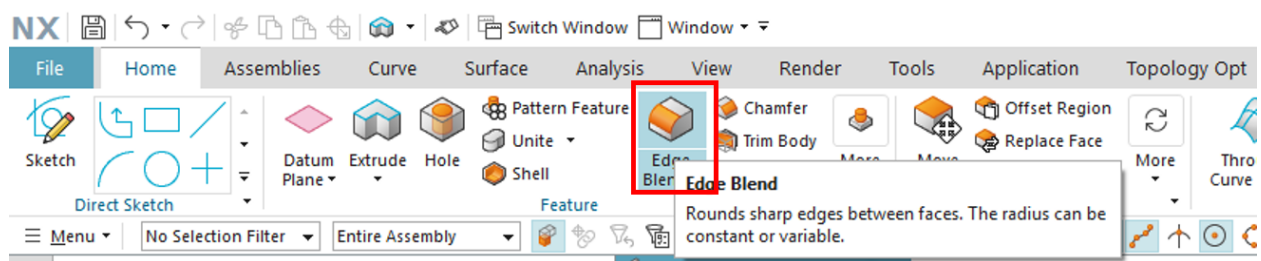 NX Switch Window Window
File Home Assemblies Curve Surface Analysis View Render Tools Application Topology Opt
Pattern Feature Chamfer Offset Region
Unite Trim Body Replace Face
Sketch Datum Plane Extrude Hole Shell Edge More Move More Thro
Curve
Direct Sketch Feature
Edge Blend
Rounds sharp edges between faces. The radius can be
constant or variable.
Menu No Selection Filter Entire Assembly